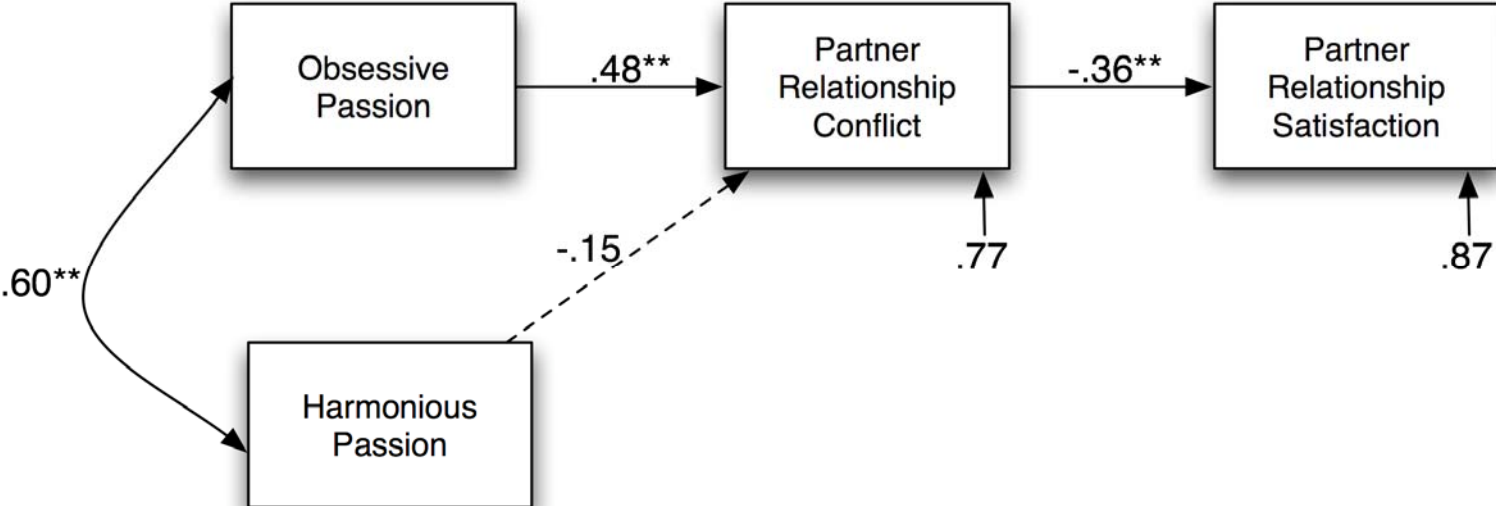 Obsessive
Passion
.48**
Partner
Relationship
Conflict
-.36**
Partner
Relationship
Satisfaction
.60**
-.15
.77
.87
Harmonious
Passion